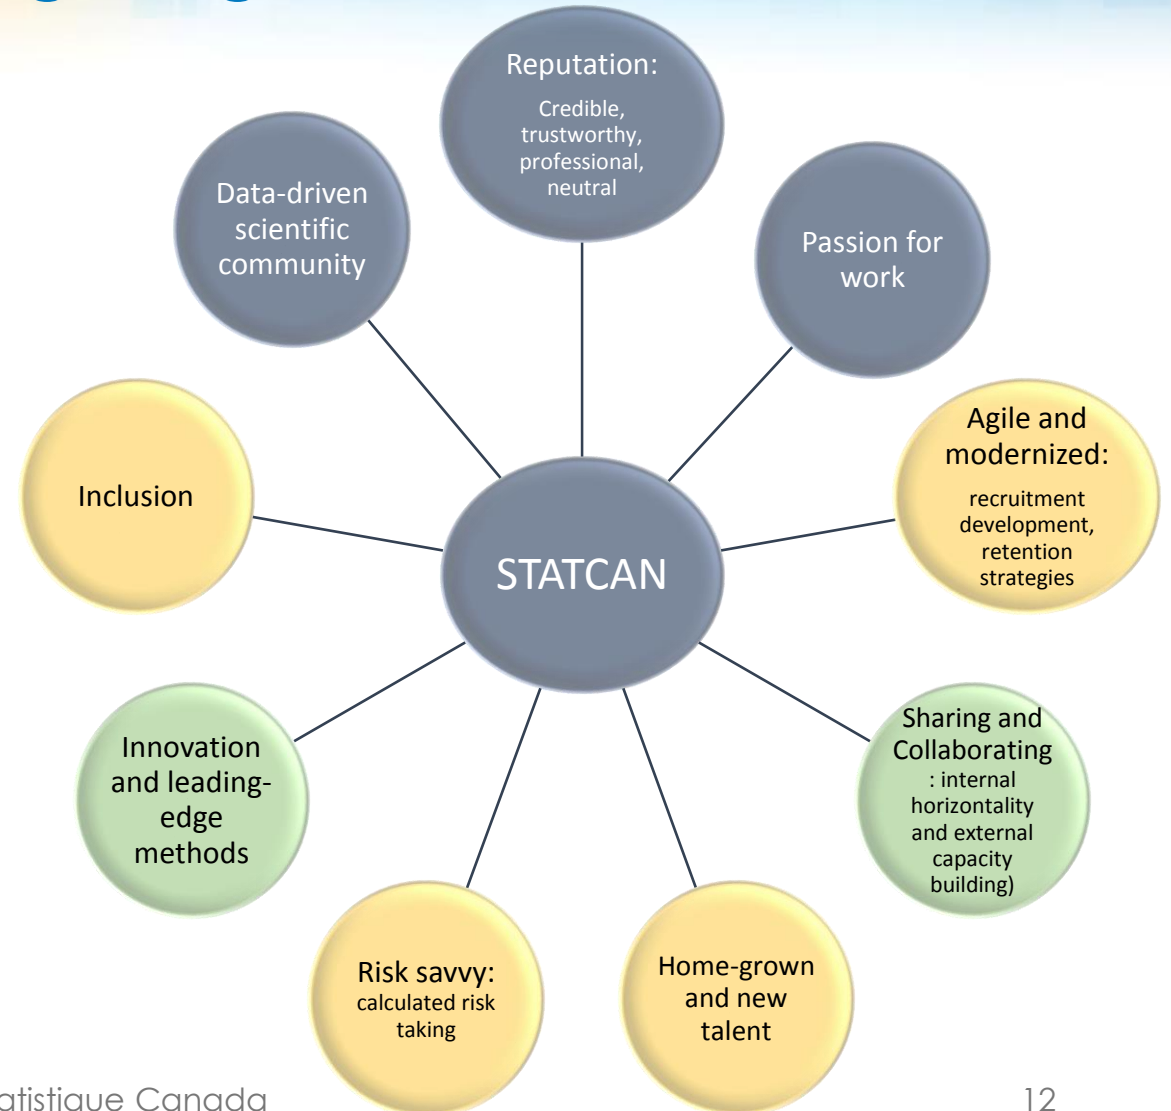 Reputation:
Credible,
trustworthy,
professional,
neutral
Data-driven
scientific
community
Passion for
work
Agile and
modernized:
recruitment
development,
retention
strategies
Inclusion
STATCAN
Innovation
and leading-
edge
methods
Sharing and
Collaborating
: internal
horizontality
and external
capacity
building)
Risk savvy:
calculated risk
taking
Home-grown
and new
talent
Canada
12